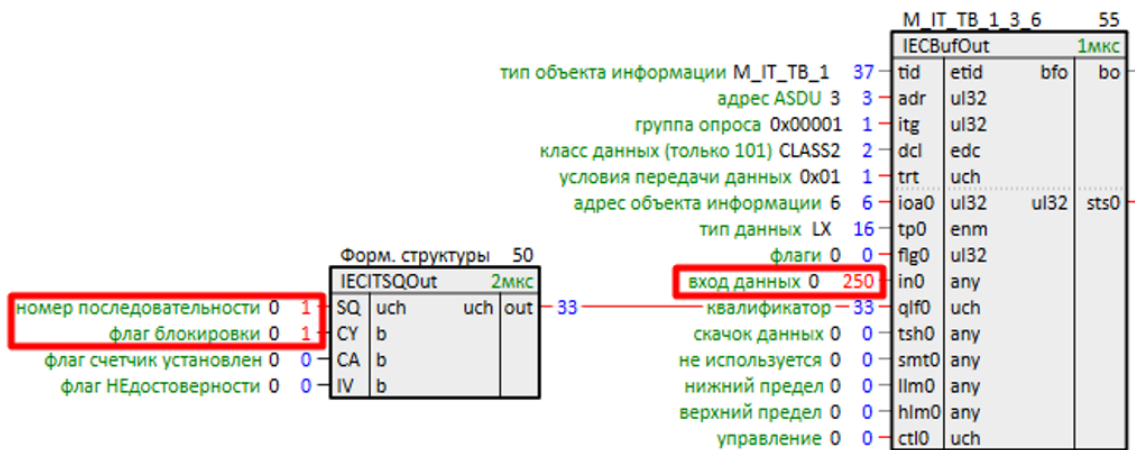 M_IT_TB_1_3_6 55
IECBufOut 1мкс
тип объекта информации M_IT_TB_1 37 tid etid bfo bo
адрес ASDU 3 3 adr ul32
группа опроса 0x00001 1 itg ul32
класс данных (только 101) CLASS2 2 dcl edc
условия передачи данных 0x01 1 trt uch
адрес объекта информации 6 6 ioa0 ul32 ul32 sts0
тип данных LX 16 tp0 enm
флаги 0 0 flg0 ul32
Форм. структуры 50
IECITSQOut 2мкс
вход данных 0 250 in0 any
номер последовательности 0 1 SQ uch uch out 33 квалификатор 33 qlf0 uch
флаг блокировки 0 1 CY b скачок данных 0 0 tsh0 any
флаг счетчик установлен 0 0 CA b не используется 0 0 smt0 any
флаг НЕдостоверности 0 0 IV b нижний предел 0 0 llm0 any
верхний предел 0 0 hlm0 any
управление 0 0 ctl0 uch